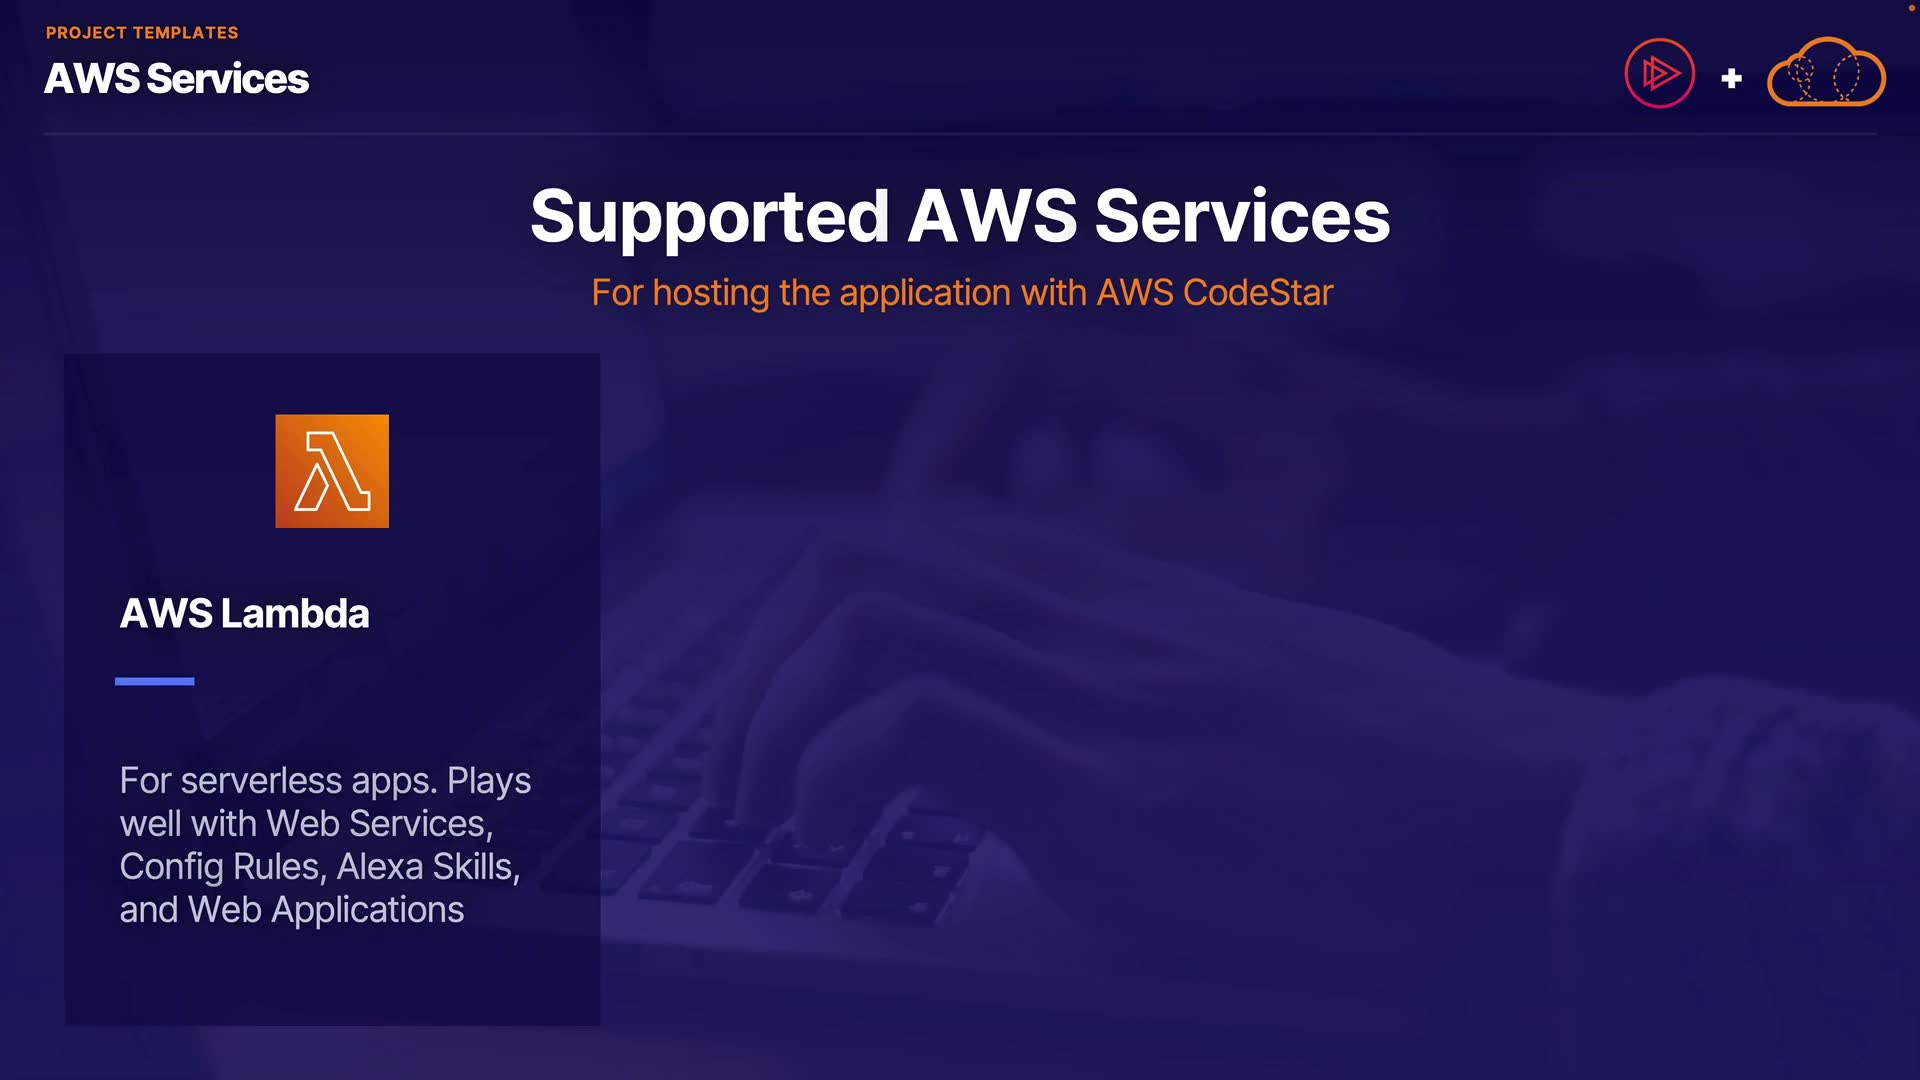 PROJECT TEMPLATES
AWS Services
Supported AWS Services
For hosting the application with AWS CodeStar
AWS Lambda
For serverless apps. Plays
well with Web Services,
Config Rules, Alexa Skills,
and Web Applications